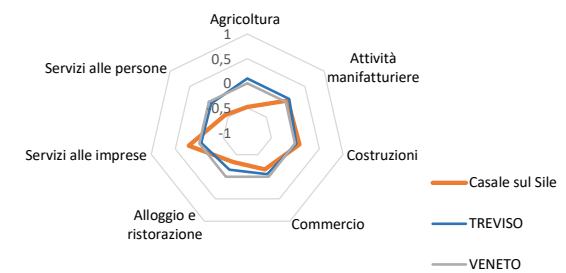 Agricoltura
1
0,5
0
-0,5
-1
Attività
manifatturiere
Costruzioni
Commercio
Alloggio e
ristorazione
Servizi alle imprese
Servizi alle persone
Casale sul Sile
TREVISO
VENETO